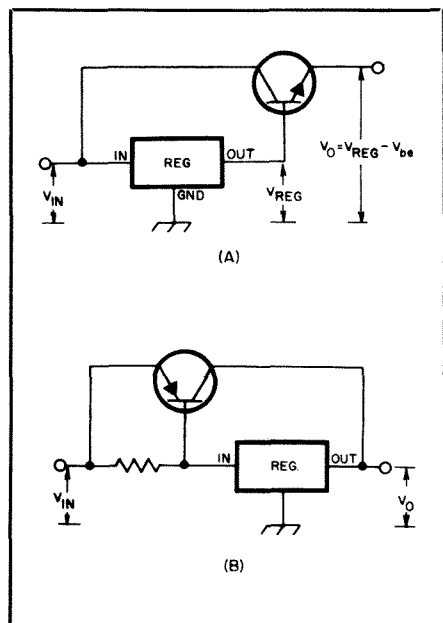 IN
REG
OUT
GND
V_IN
V_REG
V_O = V_REG - V_be
(A)
IN
REG.
OUT
V_IN
V_O
(B)